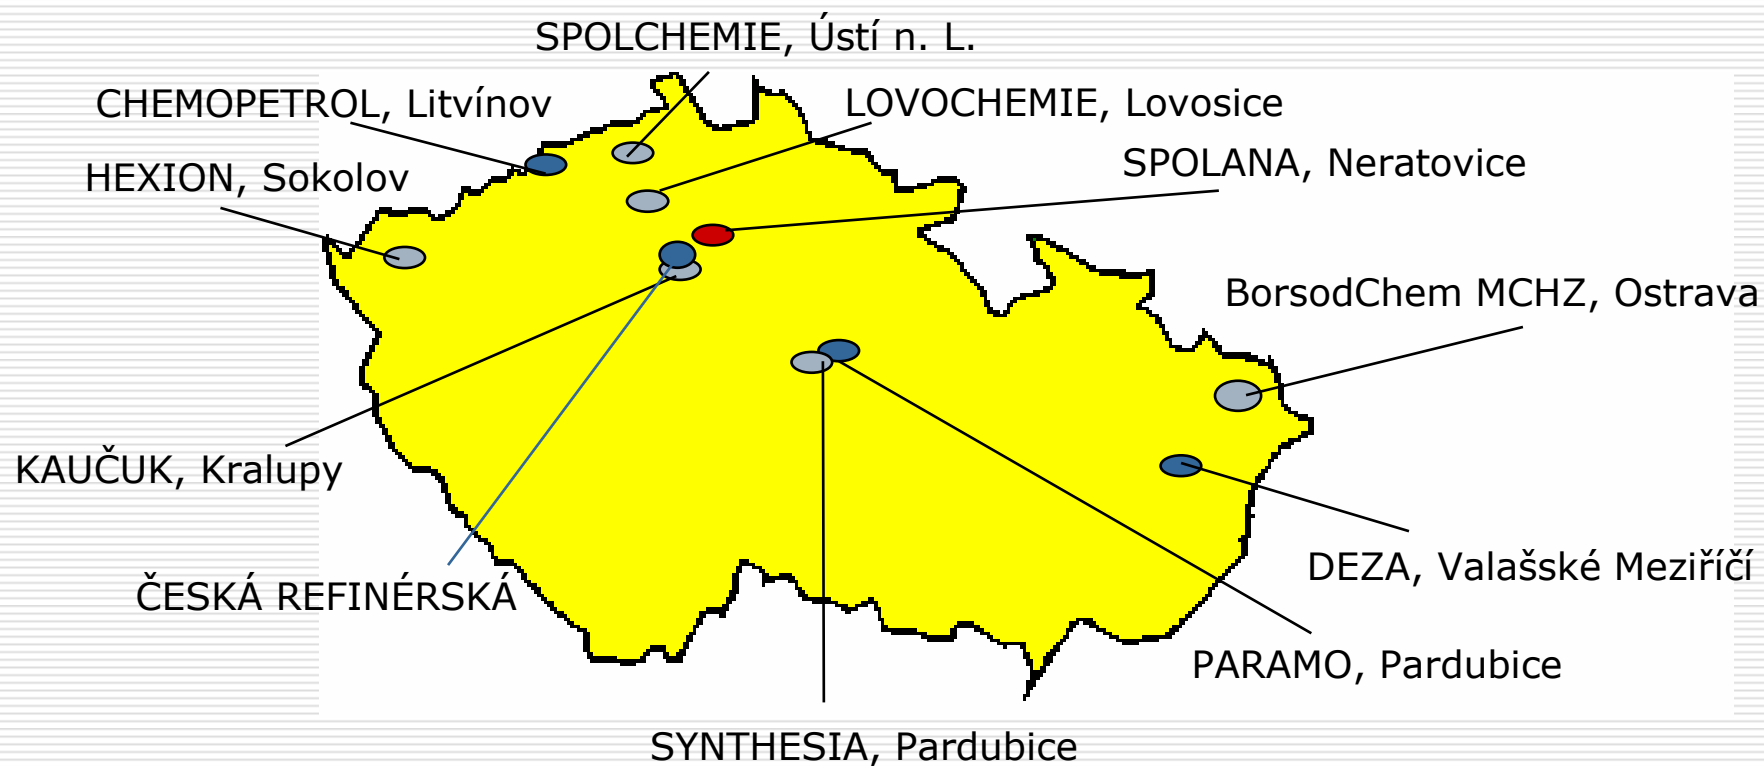 SPOLCHEMIE, Ústí n. L.
CHEMOPETROL, Litvínov
LOVOCHEMIE, Lovosice
HEXION, Sokolov
SPOLANA, Neratovice
BorsodChem MCHZ, Ostrava
KAUČUK, Kralupy
DEZA, Valašské Meziříčí
ČESKÁ REFINÉRSKÁ
PARAMO, Pardubice
SYNTHESIA, Pardubice